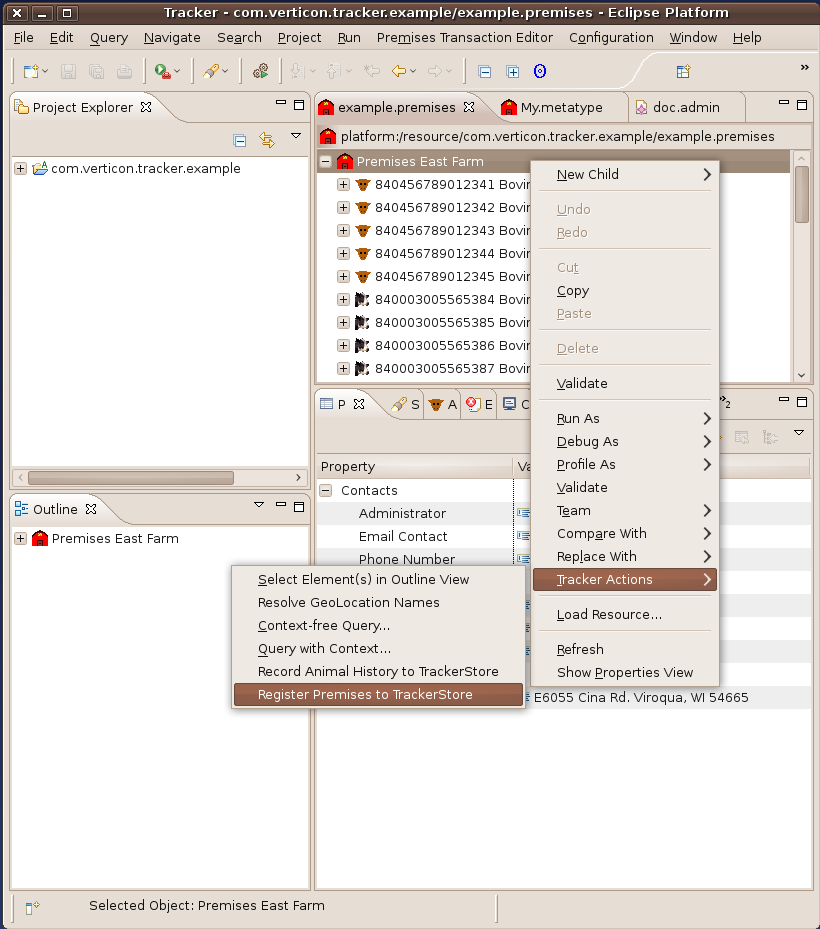 Tracker - com.verticon.tracker.example/example.premises - Eclipse Platform
File Edit Query Navigate Search Project Run Premises Transaction Editor Configuration Window Help
»
Project Explorer
com.verticon.tracker.example
example.premises My.metatype doc.admin
platform:/resource/com.verticon.tracker.example/example.premises
Premises East Farm
840456789012341 Bovin
840456789012342 Bovin
840456789012343 Bovin
840456789012344 Bovin
840456789012345 Bovin
840003005565384 Bovin
840003005565385 Bovin
840003005565386 Bovin
840003005565387 Bovin
New Child
Undo
Redo
Cut
Copy
Paste
Delete
Validate
Run As
Debug As
Profile As
Validate
Team
Compare With
Replace With
Tracker Actions
Load Resource...
Refresh
Show Properties View
P S A E C »2
Property Va
Contacts
Administrator
Email Contact
Phone Number
E6055 Cina Rd. Viroqua, WI 54665
Outline
Premises East Farm
Select Element(s) in Outline View
Resolve GeoLocation Names
Context-free Query...
Query with Context...
Record Animal History to TrackerStore
Register Premises to TrackerStore
Selected Object: Premises East Farm